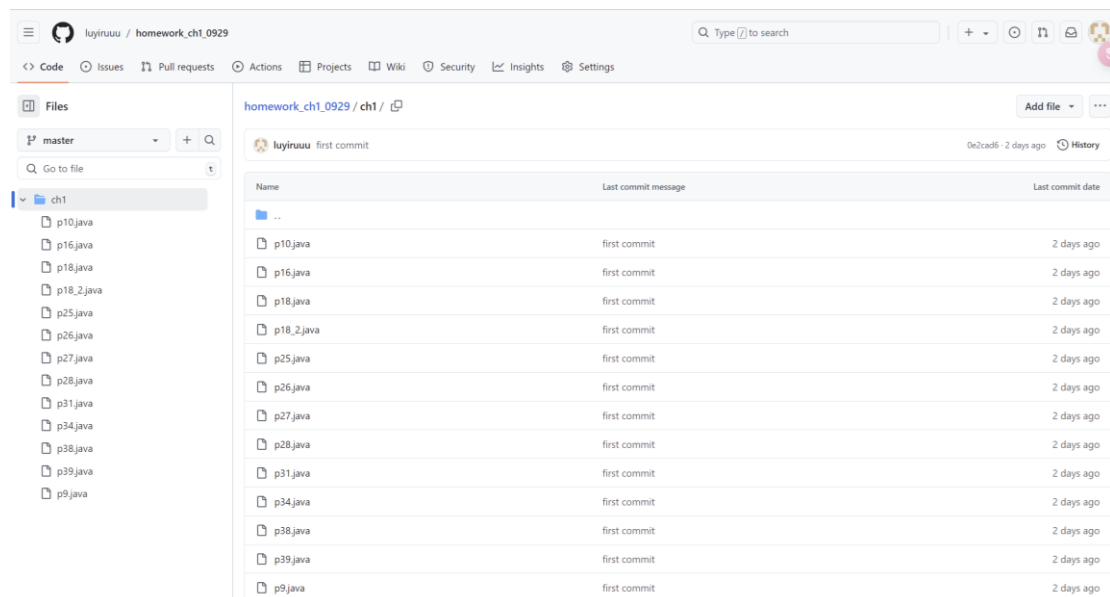 luyiruuu / homework_ch1_0929
Type / to search
Code Issues Pull requests Actions Projects Wiki Security Insights Settings
Files
master
Go to file
t
ch1
p10.java
p16.java
p18.java
p18_2.java
p25.java
p26.java
p27.java
p28.java
p31.java
p34.java
p38.java
p39.java
p9.java
homework_ch1_0929 / ch1 /
Add file
luyiruuu first commit
0e2cad6 · 2 days ago History
Name Last commit message Last commit date
..
p10.java first commit 2 days ago
p16.java first commit 2 days ago
p18.java first commit 2 days ago
p18_2.java first commit 2 days ago
p25.java first commit 2 days ago
p26.java first commit 2 days ago
p27.java first commit 2 days ago
p28.java first commit 2 days ago
p31.java first commit 2 days ago
p34.java first commit 2 days ago
p38.java first commit 2 days ago
p39.java first commit 2 days ago
p9.java first commit 2 days ago